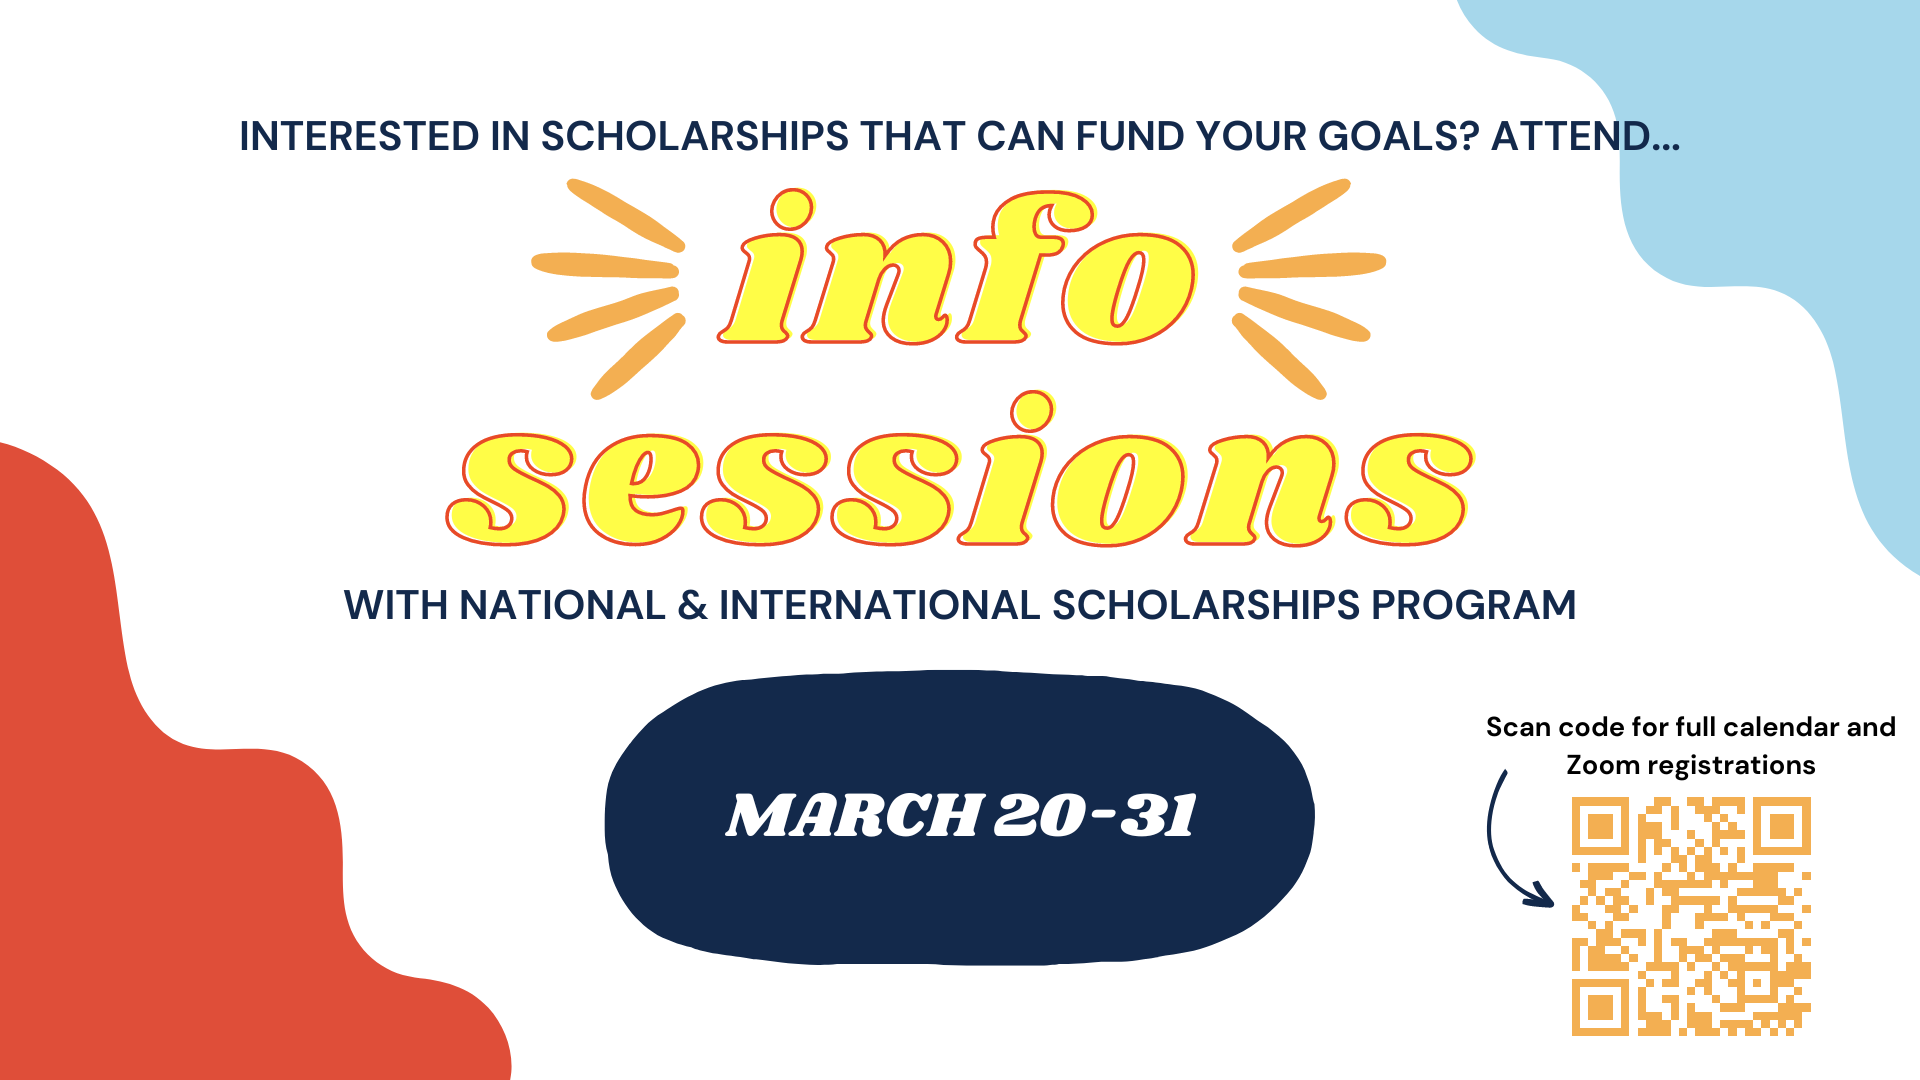 INTERESTED IN SCHOLARSHIPS THAT CAN FUND YOUR GOALS? ATTEND...
info
sessions
WITH NATIONAL & INTERNATIONAL SCHOLARSHIPS PROGRAM
MARCH 20-31
Scan code for full calendar and
Zoom registrations